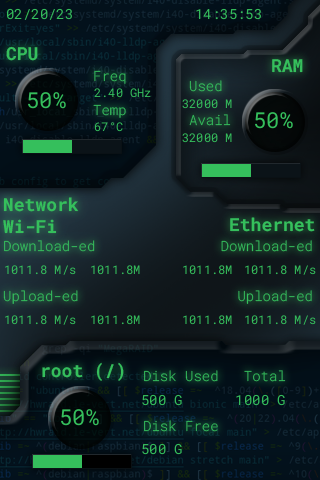 02/20/23 14:35:53
CPU
50%
Freq
2.40 GHz
Temp
67°C
RAM
Used
32000 M
Avail
32000 M
50%
Network
Wi-Fi
Download-ed
1011.8 M/s 1011.8M
Upload-ed
1011.8 M/s 1011.8M
Ethernet
Download-ed
1011.8M 1011.8 M/s
Upload-ed
1011.8M 1011.8 M/s
root (/)
50%
Disk Used
500 G
Total
1000 G
Disk Free
500 G